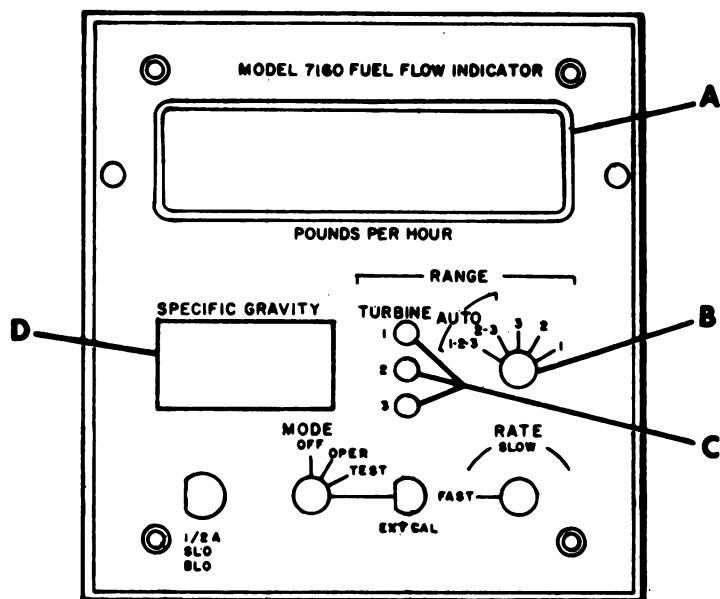 MODEL 7160 FUEL FLOW INDICATOR
A
POUNDS PER HOUR
RANGE
SPECIFIC GRAVITY
TURBINE AUTO
D
1
2-3
3
2
1-2-3
1
B
2
3
MODE
OFF
OPER
TEST
RATE
SLOW
C
FAST
EXT CAL
1/2 A
SLO
BLO